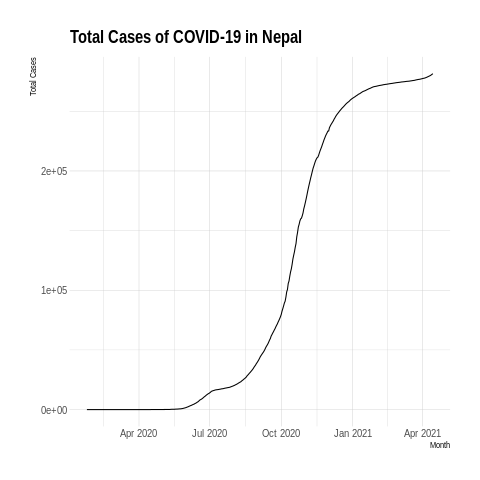 Total Cases of COVID-19 in Nepal
Total Cases
2e+05
1e+05
0e+00
Apr 2020 Jul 2020 Oct 2020 Jan 2021 Apr 2021
Month